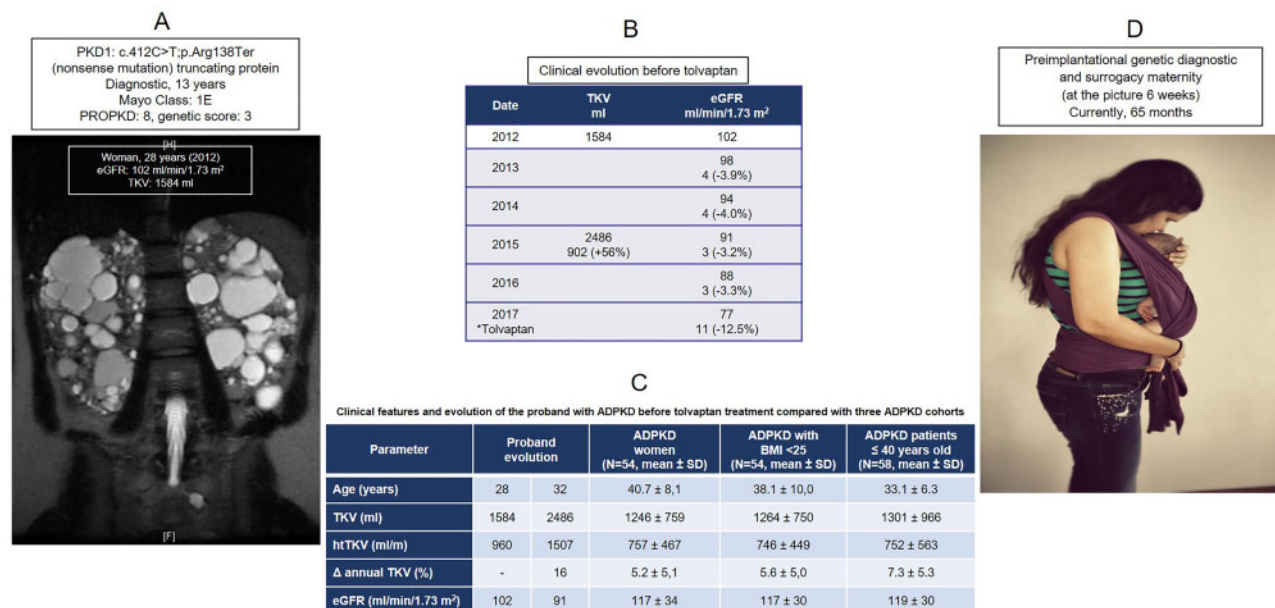 A
PKD1: c.412C>T;p.Arg138Ter
(nonsense mutation) truncating protein
Diagnostic, 13 years
Mayo Class: 1E
PROPKD: 8, genetic score: 3
[H]
Woman, 28 years (2012)
eGFR: 102 ml/min/1.73 m²
TKV: 1584 ml
[F]
B
Clinical evolution before tolvaptan
Date TKV ml eGFR ml/min/1.73 m²
2012 1584 102
2013 98
4 (-3.9%)
2014 94
4 (-4.0%)
2015 2486 91
902 (+56%) 3 (-3.2%)
2016 88
3 (-3.3%)
2017 77
*Tolvaptan 11 (-12.5%)
C
Clinical features and evolution of the proband with ADPKD before tolvaptan treatment compared with three ADPKD cohorts
Parameter Proband evolution ADPKD women (N=54, mean ± SD) ADPKD with BMI <25 (N=54, mean ± SD) ADPKD patients ≤ 40 years old (N=58, mean ± SD)
Age (years) 28 32 40.7 ± 8,1 38.1 ± 10,0 33.1 ± 6.3
TKV (ml) 1584 2486 1246 ± 759 1264 ± 750 1301 ± 966
htTKV (ml/m) 960 1507 757 ± 467 746 ± 449 752 ± 563
Δ annual TKV (%) - 16 5.2 ± 5,1 5.6 ± 5,0 7.3 ± 5.3
eGFR (ml/min/1.73 m²) 102 91 117 ± 34 117 ± 30 119 ± 30
D
Preimplantational genetic diagnostic
and surrogacy maternity
(at the picture 6 weeks)
Currently, 65 months